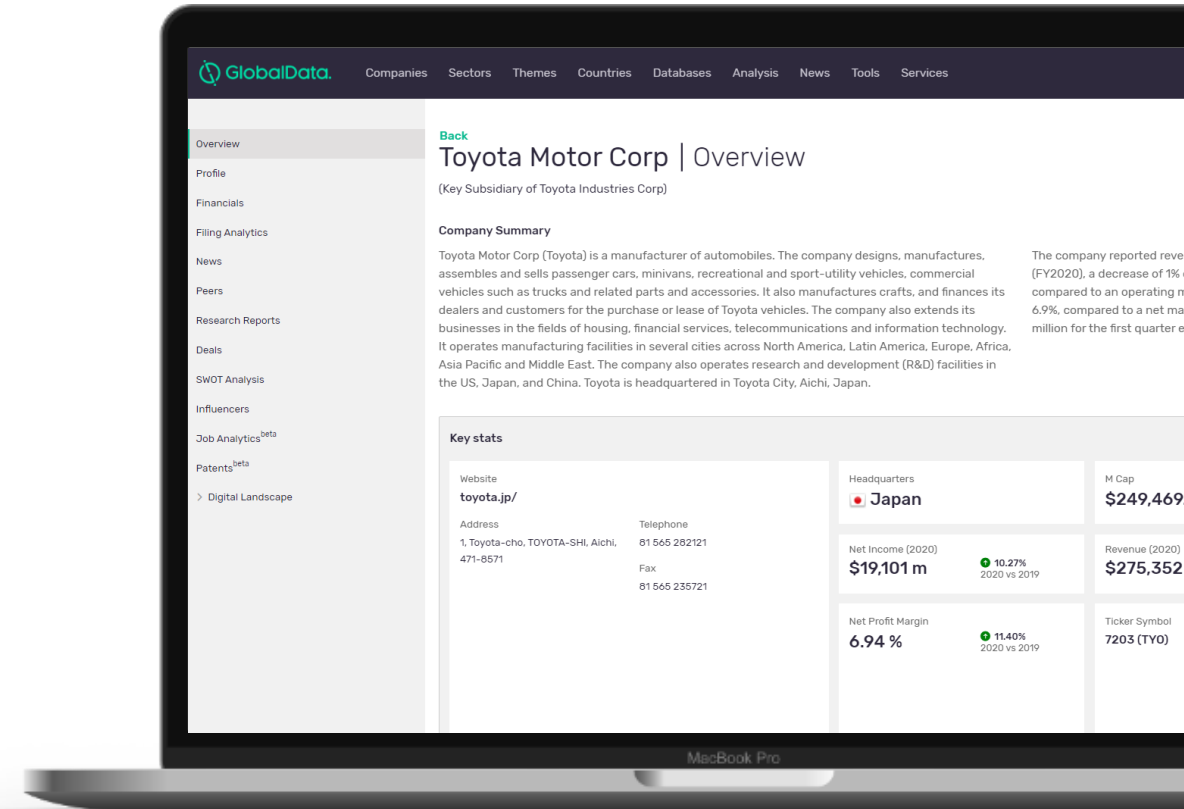 GlobalData.
Companies Sectors Themes Countries Databases Analysis News Tools Services
Overview
Profile
Financials
Filing Analytics
News
Peers
Research Reports
Deals
SWOT Analysis
Influencers
Job Analytics beta
Patents beta
> Digital Landscape
Back
Toyota Motor Corp | Overview
(Key Subsidiary of Toyota Industries Corp)
Company Summary
Toyota Motor Corp (Toyota) is a manufacturer of automobiles. The company designs, manufactures,
assembles and sells passenger cars, minivans, recreational and sport-utility vehicles, commercial
vehicles such as trucks and related parts and accessories. It also manufactures crafts, and finances its
dealers and customers for the purchase or lease of Toyota vehicles. The company also extends its
businesses in the fields of housing, financial services, telecommunications and information technology.
It operates manufacturing facilities in several cities across North America, Latin America, Europe, Africa,
Asia Pacific and Middle East. The company also operates research and development (R&D) facilities in
the US, Japan, and China. Toyota is headquartered in Toyota City, Aichi, Japan.
The company reported reve
(FY2020), a decrease of 1%
compared to an operating
6.9%, compared to a net ma
million for the first quarter e
Key stats
Website
toyota.jp/
Address
1, Toyota-cho, TOYOTA-SHI, Aichi,
471-8571
Telephone
81 565 282121
Fax
81 565 235721
Headquarters
Japan
M Cap
$249,469
Net Income (2020)
$19,101 m
10.27%
2020 vs 2019
Revenue (2020)
$275,352
Net Profit Margin
6.94 %
11.40%
2020 vs 2019
Ticker Symbol
7203 (TYO)
MacBook Pro